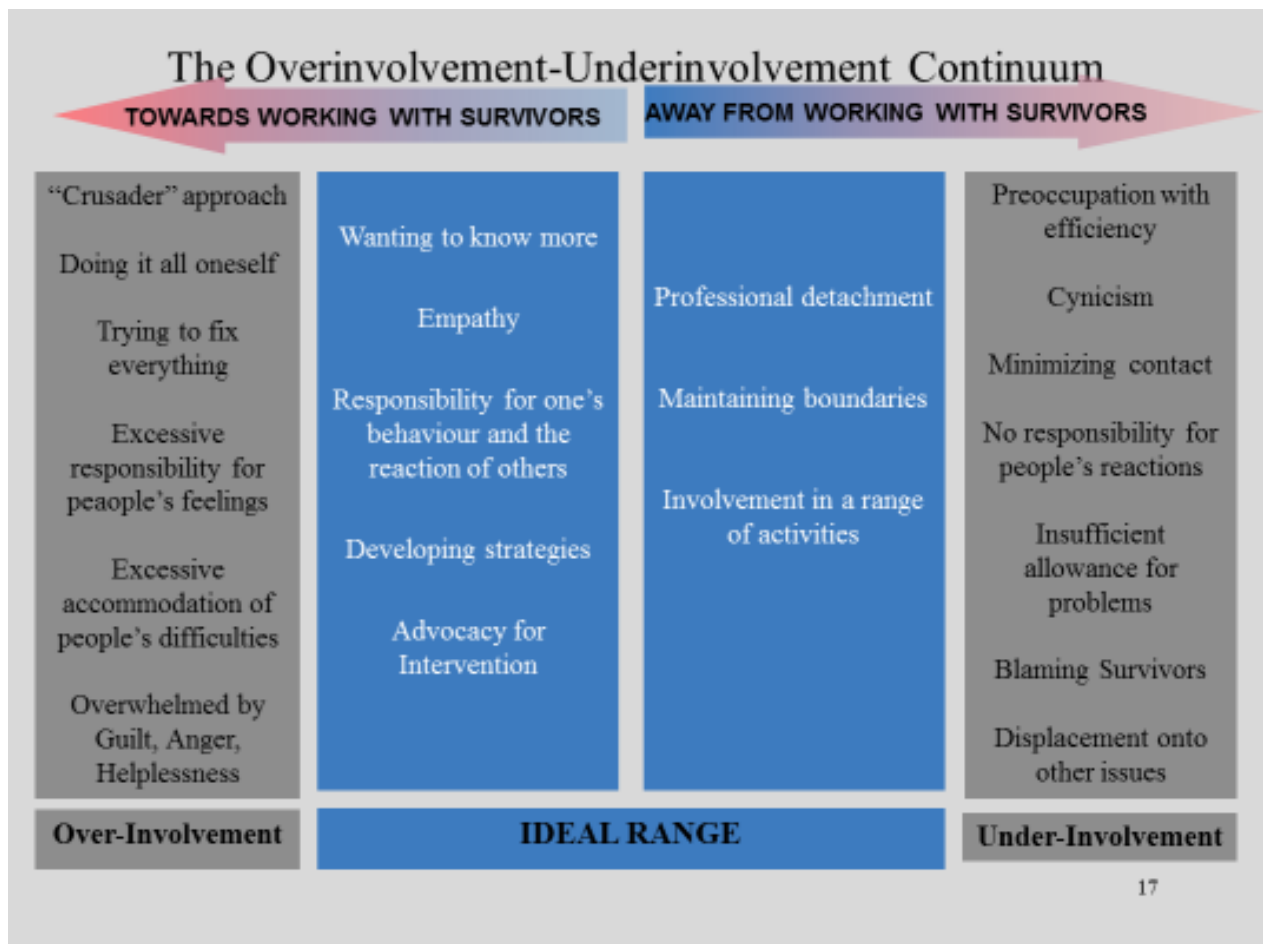 The Overinvolvement-Underinvolvement Continuum
TOWARDS WORKING WITH SURVIVORS
AWAY FROM WORKING WITH SURVIVORS
“Crusader” approach
Doing it all oneself
Trying to fix
everything
Excessive
responsibility for
peaople’s feelings
Excessive
accommodation of
people’s difficulties
Overwhelmed by
Guilt, Anger,
Helplessness
Over-Involvement
Wanting to know more
Empathy
Responsibility for one’s
behaviour and the
reaction of others
Developing strategies
Advocacy for
Intervention
Professional detachment
Maintaining boundaries
Involvement in a range
of activities
IDEAL RANGE
Preoccupation with
efficiency
Cynicism
Minimizing contact
No responsibility for
people’s reactions
Insufficient
allowance for
problems
Blaming Survivors
Displacement onto
other issues
Under-Involvement
17